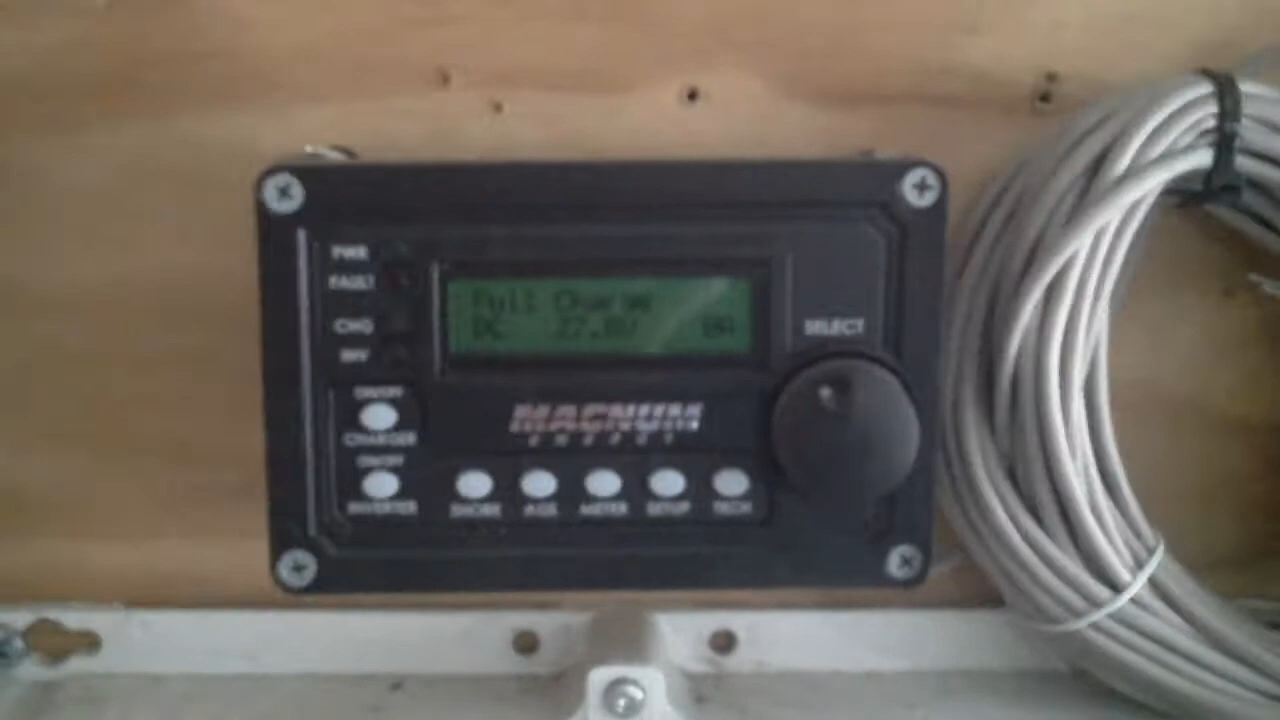 PWR
FAULT
Full Charge
DC
SELECT
CHG
INV
ON/OFF
CHARGER
MAGNUM
ENERGY
ON/OFF
INVERTER
SHORE
AGS
METER
SETUP
TECH